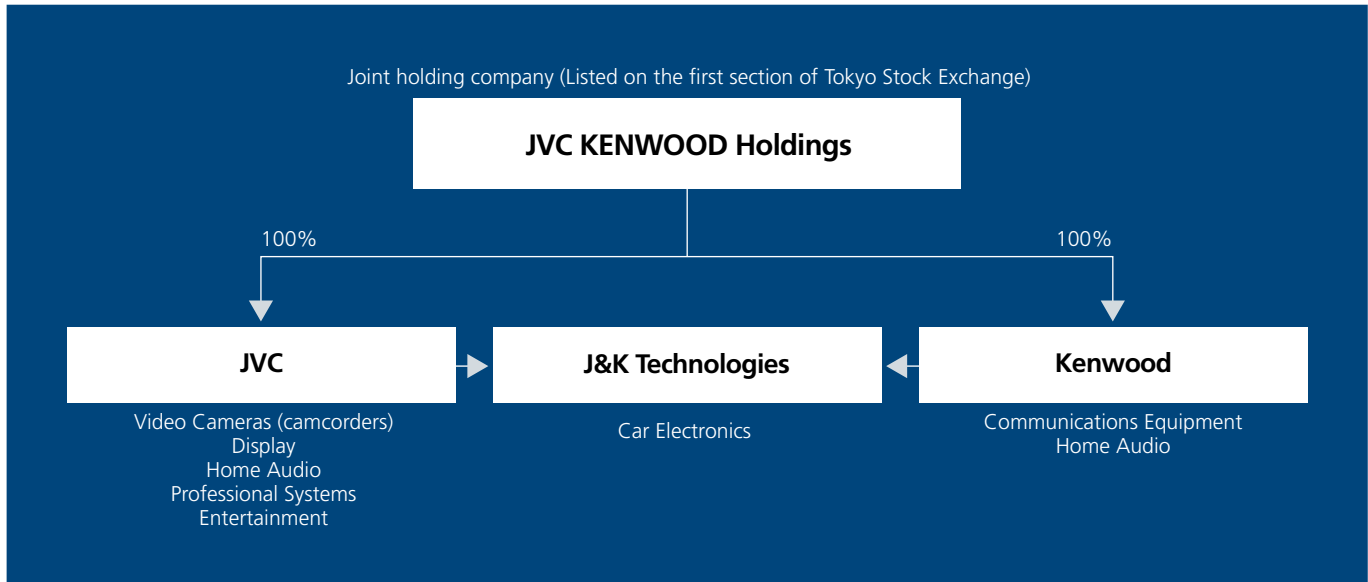 Joint holding company (Listed on the first section of Tokyo Stock Exchange)
JVC KENWOOD Holdings
100%
100%
JVC
J&K Technologies
Kenwood
Video Cameras (camcorders)
Display
Home Audio
Professional Systems
Entertainment
Car Electronics
Communications Equipment
Home Audio